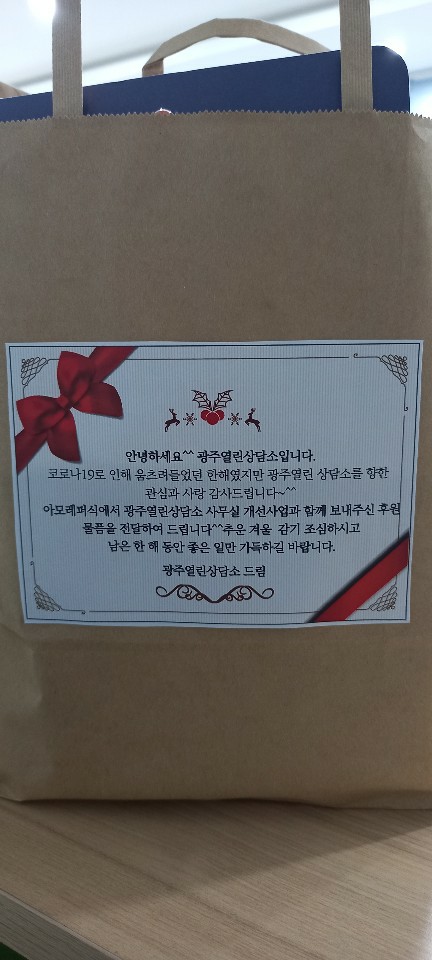 안녕하세요^^ 광주열린상담소입니다.
코로나19로 인해 움츠려들었던 한해였지만 광주열린 상담소를 향한
관심과 사랑 감사드립니다~^^
아모레퍼시에서 광주열린상담소 사무실 개선사업과 함께 보내주신 후원
물픔을 전달하여 드립니다^^추운 겨울 감기 조심하시고
남은 한 해 동안 좋은 일만 가득하길 바랍니다.
광주열린상담소 드림